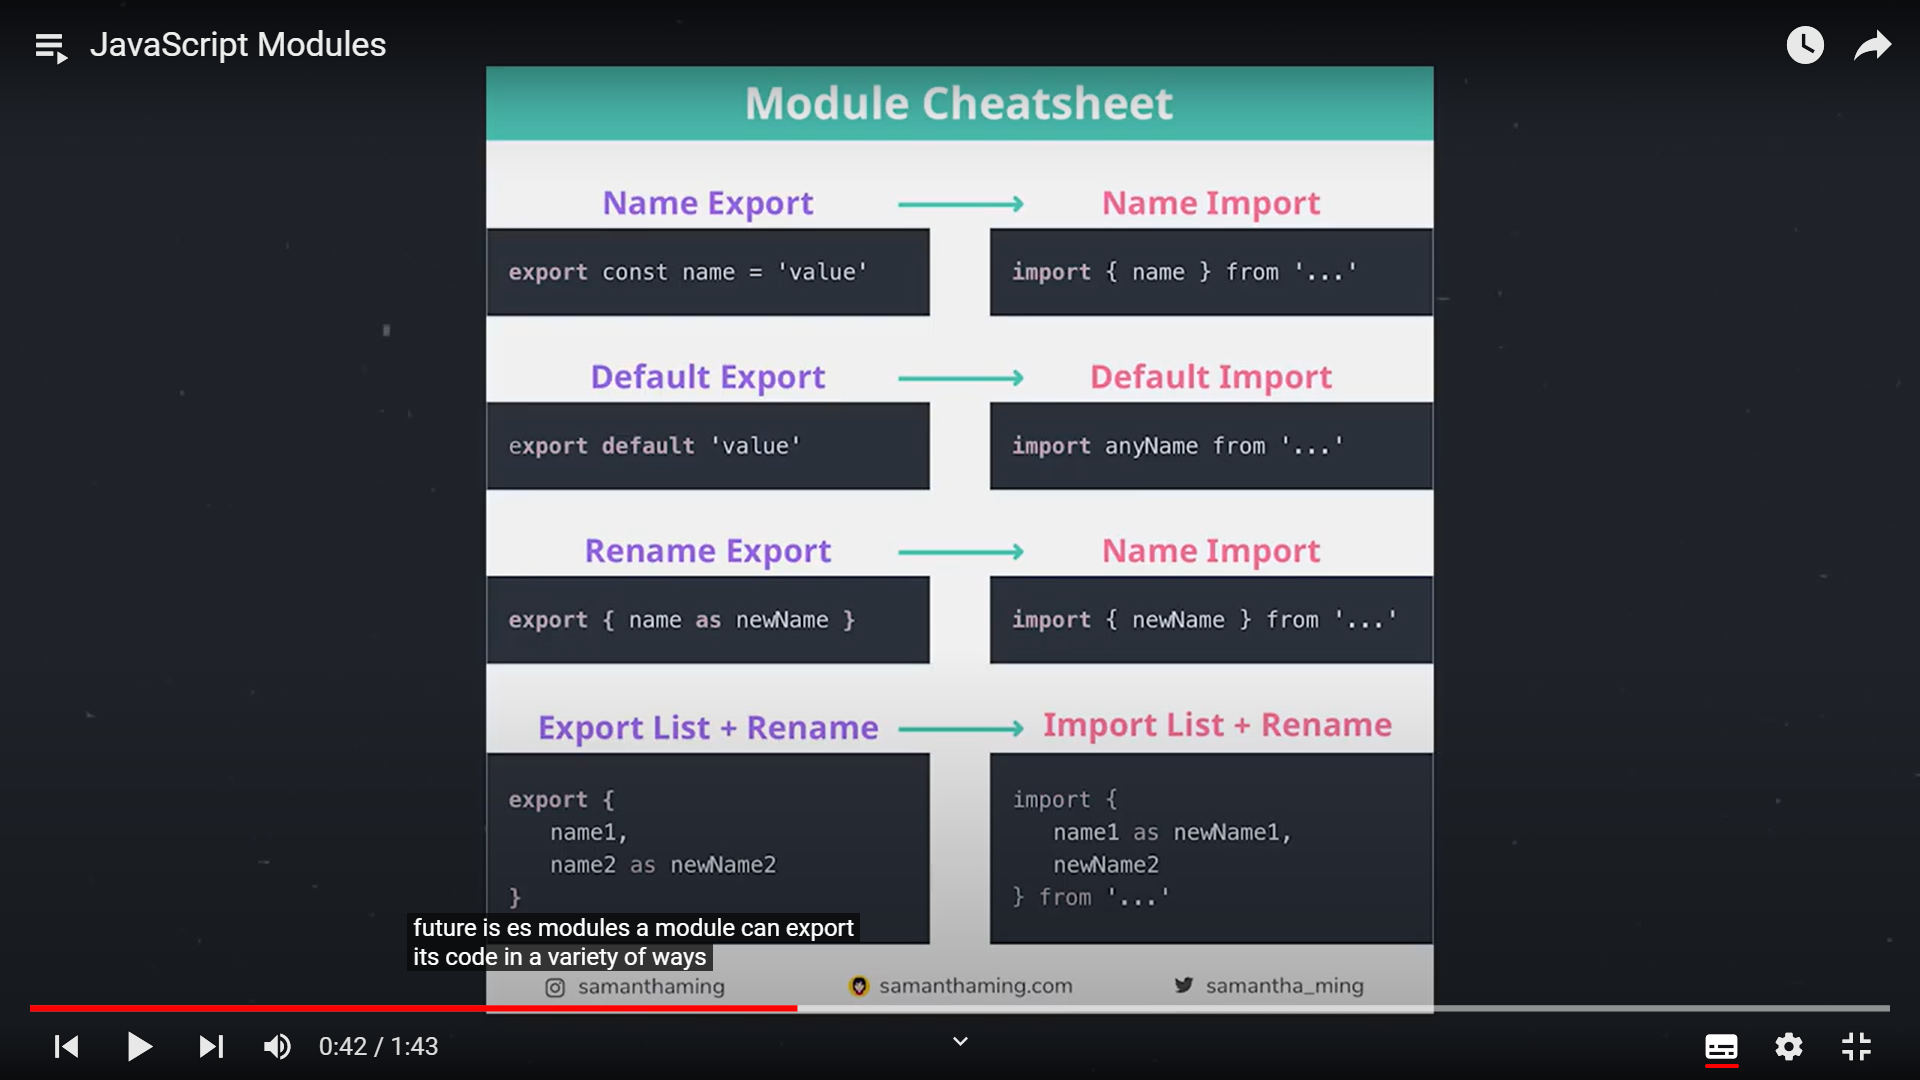 JavaScript Modules
Module Cheatsheet
Name Export
Name Import
export const name = 'value'
import { name } from '...'
Default Export
Default Import
export default 'value'
import anyName from '...'
Rename Export
Name Import
export { name as newName }
import { newName } from '...'
Export List + Rename
Import List + Rename
export {
name1,
name2 as newName2
}
import {
name1 as newName1,
newName2
} from '...'
future is es modules a module can export
its code in a variety of ways
samanthaming
samanthaming.com
samantha_ming
0:42 / 1:43